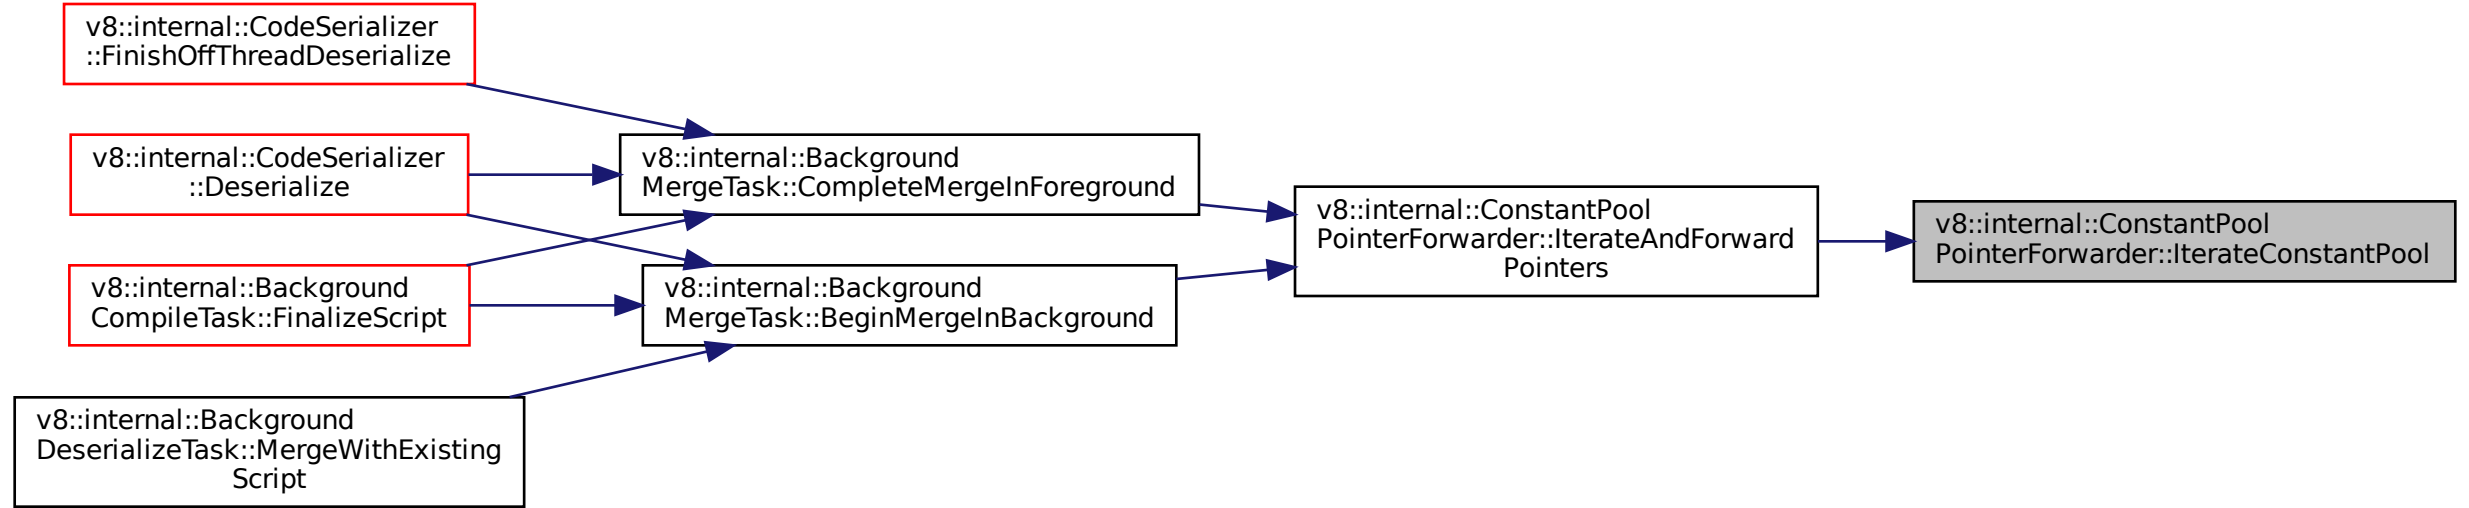 v8::internal::CodeSerializer
::FinishOffThreadDeserialize
v8::internal::CodeSerializer
::Deserialize
v8::internal::Background
CompileTask::FinalizeScript
v8::internal::Background
DeserializeTask::MergeWithExisting
Script
v8::internal::Background
MergeTask::CompleteMergeInForeground
v8::internal::Background
MergeTask::BeginMergeInBackground
v8::internal::ConstantPool
PointerForwarder::IterateAndForward
Pointers
v8::internal::ConstantPool
PointerForwarder::IterateConstantPool